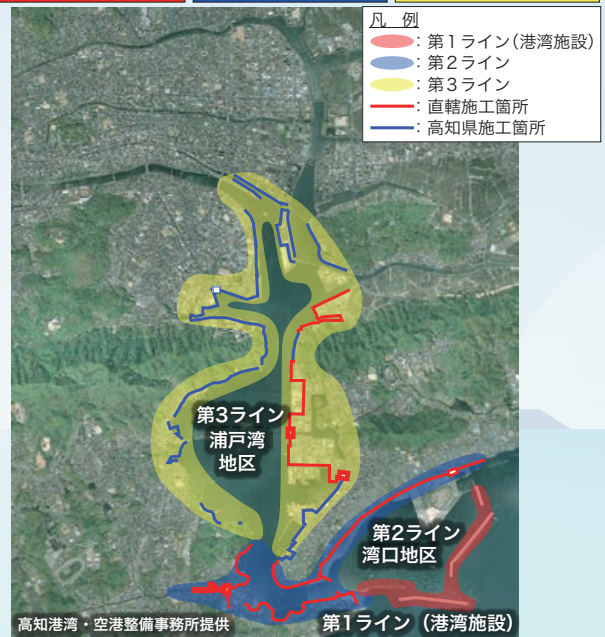 凡　例
：第１ライン（港湾施設）
：第２ライン
：第３ライン
：直轄施工箇所
：高知県施工箇所
第３ライン
浦戸湾
地区
第２ライン
湾口地区
高知港湾・空港整備事務所提供
第１ライン（港湾施設）